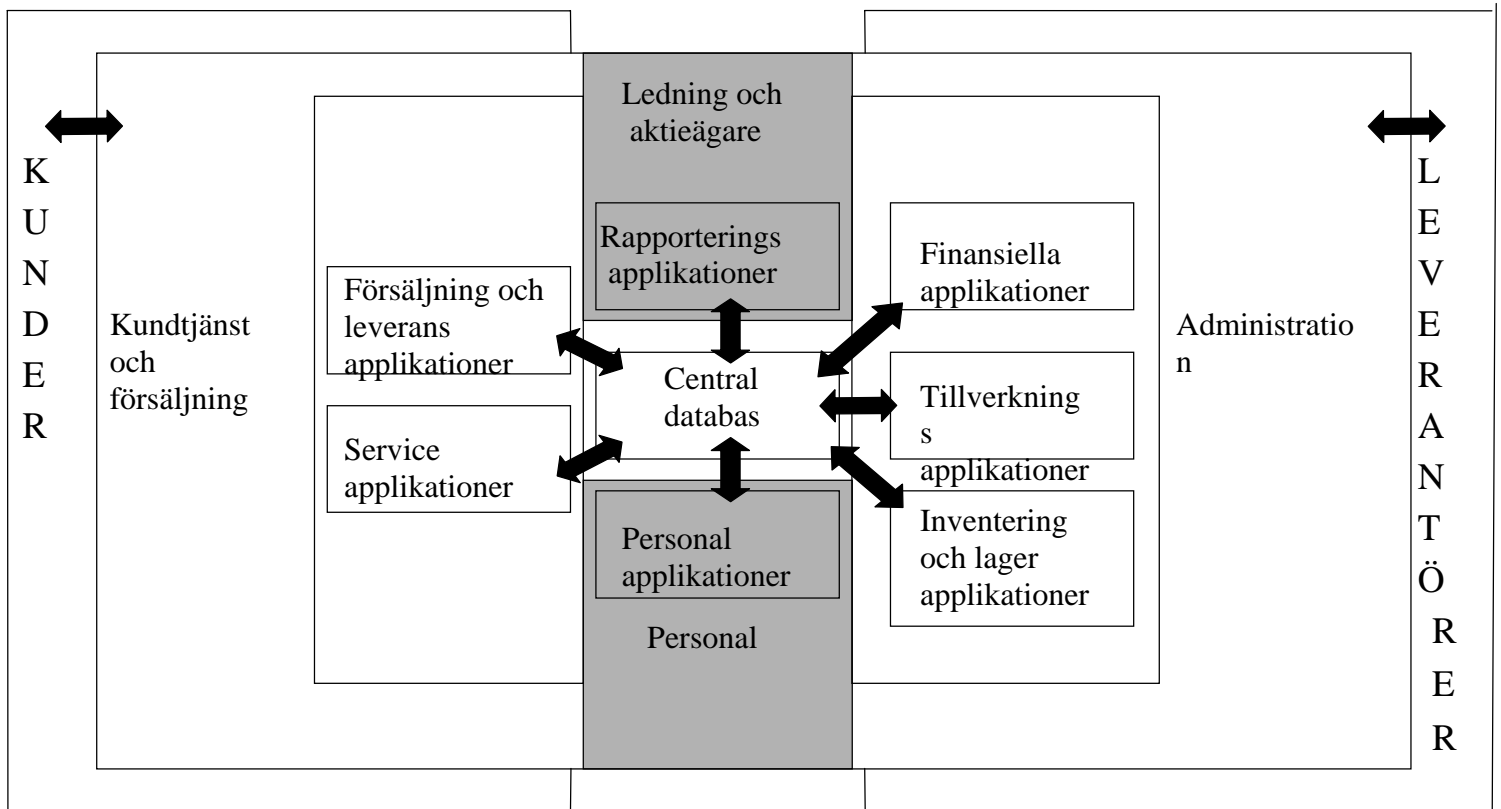 K
U
N
D
E
R
Kundtjänst
och
försäljning
Försäljning och
leverans
applikationer
Service
applikationer
Ledning och
aktieägare
Rapporterings
applikationer
Central
databas
Personal
applikationer
Personal
Finansiella
applikationer
Tillverkning
s
applikationer
Inventering
och lager
applikationer
Administratio
n
L
E
V
E
R
A
N
T
Ö
R
E
R